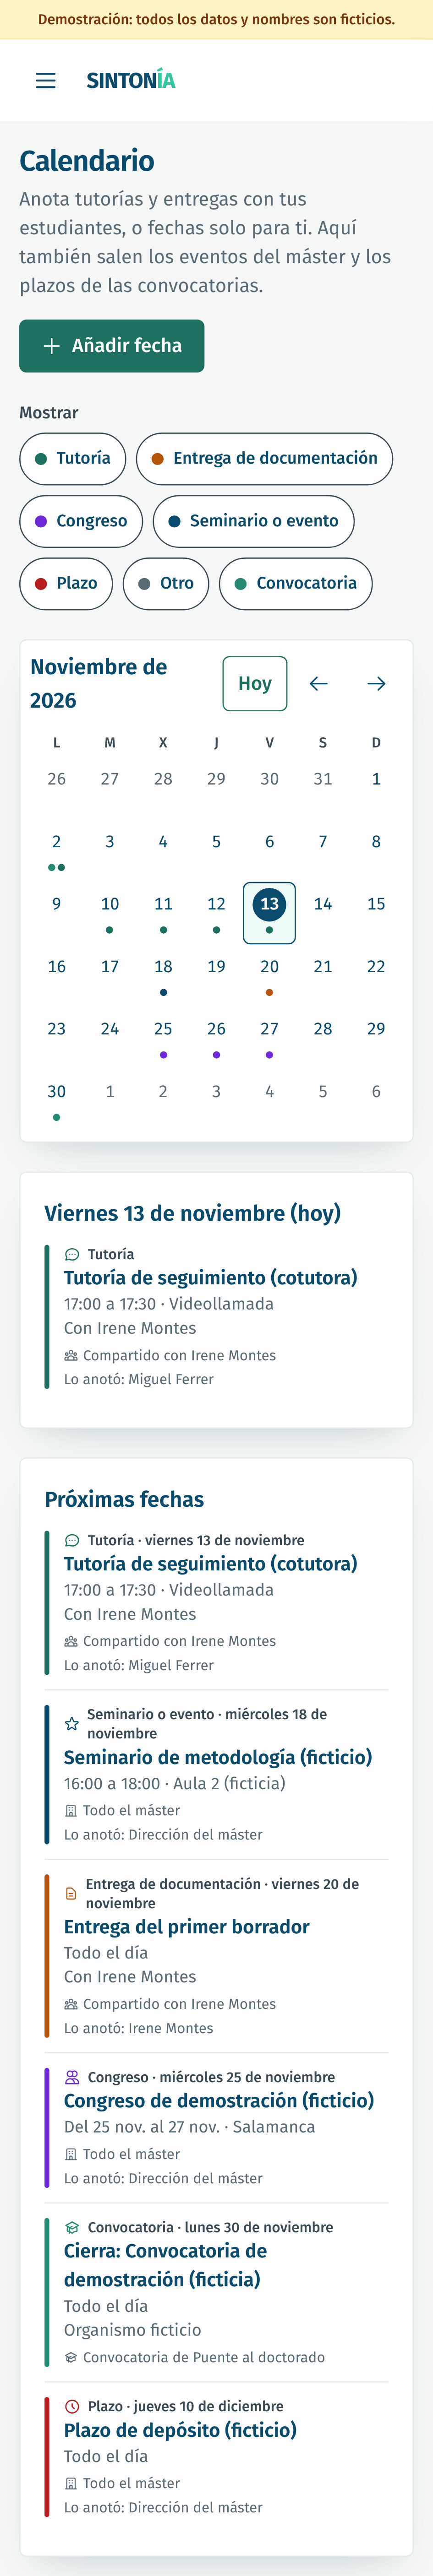 Demostración: todos los datos y nombres son ficticios.
SINTONÍA
Calendario
Anota tutorías y entregas con tus
estudiantes, o fechas solo para ti. Aquí
también salen los eventos del máster y los
plazos de las convocatorias.
Añadir fecha
Mostrar
Tutoría
Entrega de documentación
Congreso
Seminario o evento
Plazo
Otro
Convocatoria
Noviembre de
2026
Hoy
L M X J V S D
26 27 28 29 30 31 1
2 3 4 5 6 7 8
9 10 11 12 13 14 15
16 17 18 19 20 21 22
23 24 25 26 27 28 29
30 1 2 3 4 5 6
Viernes 13 de noviembre (hoy)
Tutoría
Tutoría de seguimiento (cotutora)
17:00 a 17:30 · Videollamada
Con Irene Montes
Compartido con Irene Montes
Lo anotó: Miguel Ferrer
Próximas fechas
Tutoría · viernes 13 de noviembre
Tutoría de seguimiento (cotutora)
17:00 a 17:30 · Videollamada
Con Irene Montes
Compartido con Irene Montes
Lo anotó: Miguel Ferrer
Seminario o evento · miércoles 18 de
noviembre
Seminario de metodología (ficticio)
16:00 a 18:00 · Aula 2 (ficticia)
Todo el máster
Lo anotó: Dirección del máster
Entrega de documentación · viernes 20 de
noviembre
Entrega del primer borrador
Todo el día
Con Irene Montes
Compartido con Irene Montes
Lo anotó: Irene Montes
Congreso · miércoles 25 de noviembre
Congreso de demostración (ficticio)
Del 25 nov. al 27 nov. · Salamanca
Todo el máster
Lo anotó: Dirección del máster
Convocatoria · lunes 30 de noviembre
Cierra: Convocatoria de
demostración (ficticia)
Todo el día
Organismo ficticio
Convocatoria de Puente al doctorado
Plazo · jueves 10 de diciembre
Plazo de depósito (ficticio)
Todo el día
Todo el máster
Lo anotó: Dirección del máster